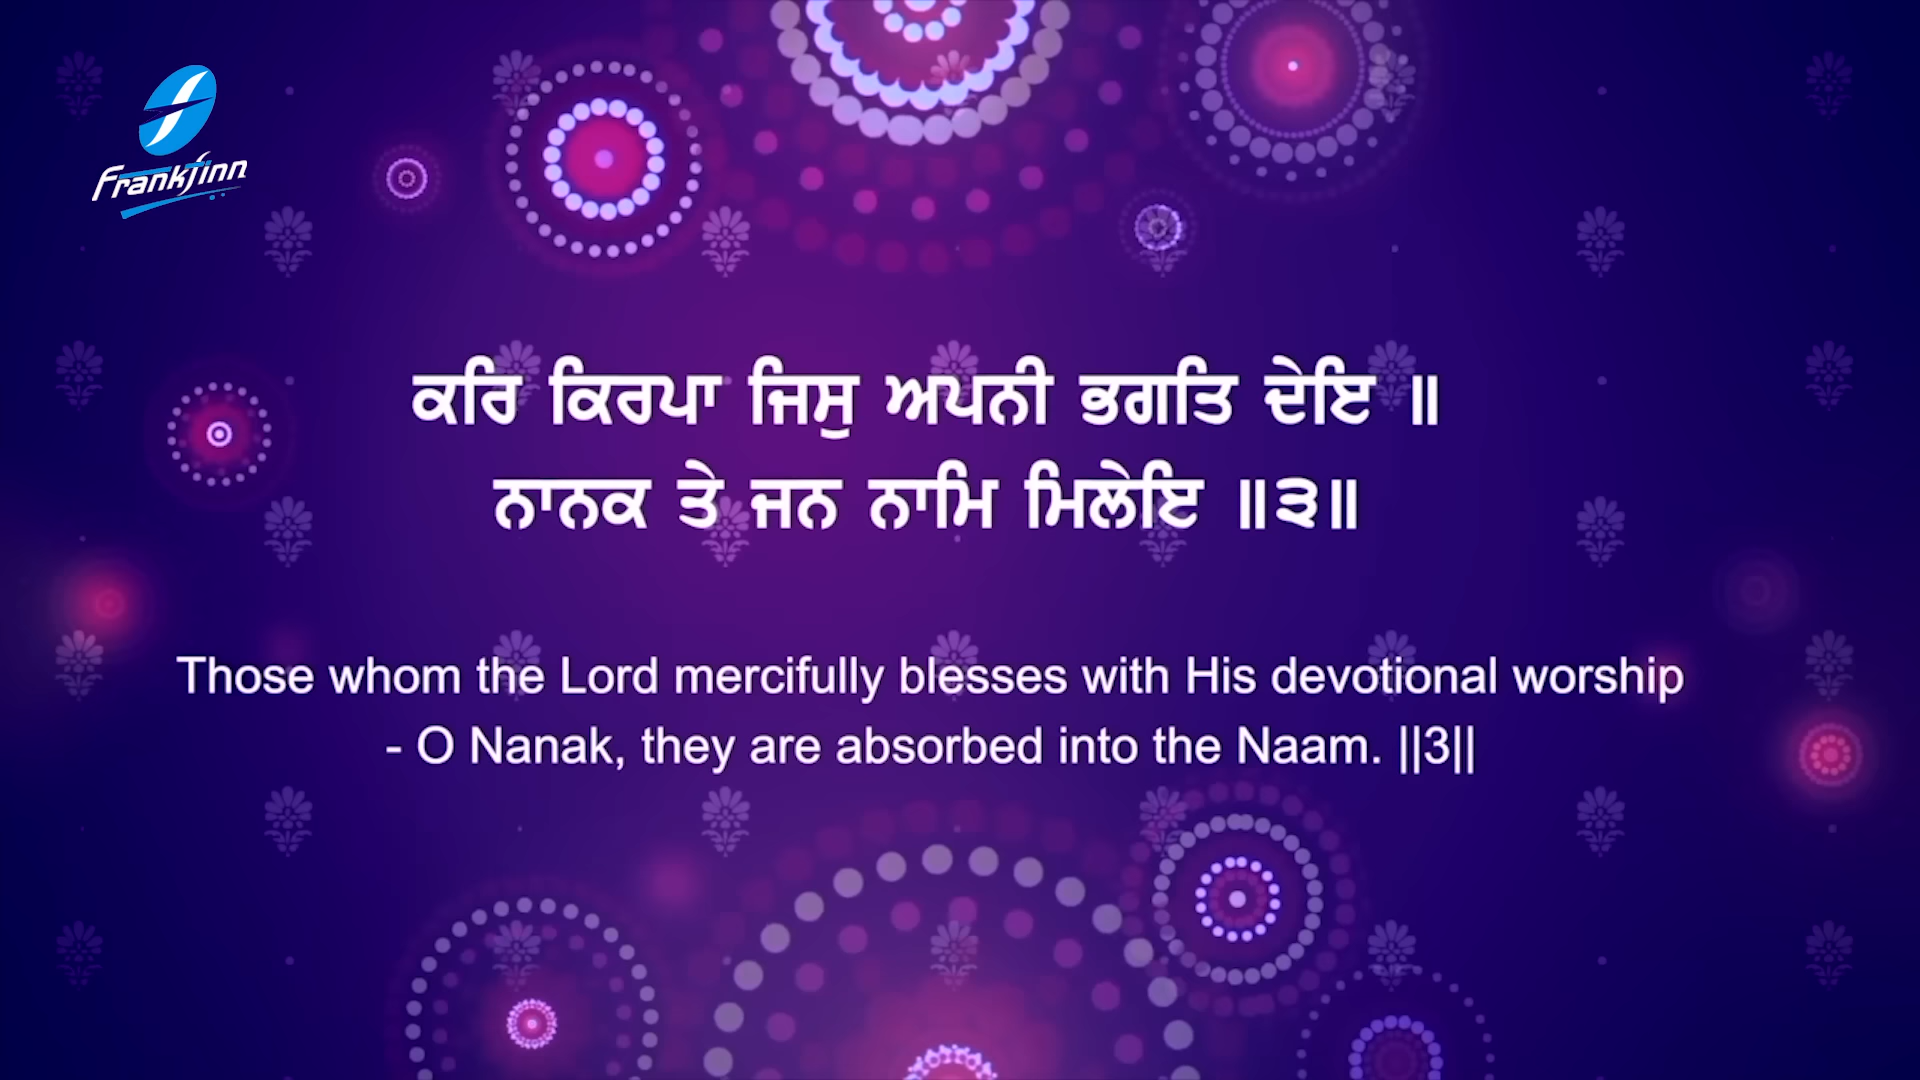 Frankfinn
ਕਰਿ ਕਿਰਪਾ ਜਿਸੁ ਅਪਨੀ ਭਗਤਿ ਦੇਇ ॥
ਨਾਨਕ ਤੇ ਜਨ ਨਾਮਿ ਮਿਲੇਇ ॥੩॥
Those whom the Lord mercifully blesses with His devotional worship
- O Nanak, they are absorbed into the Naam. ||3||